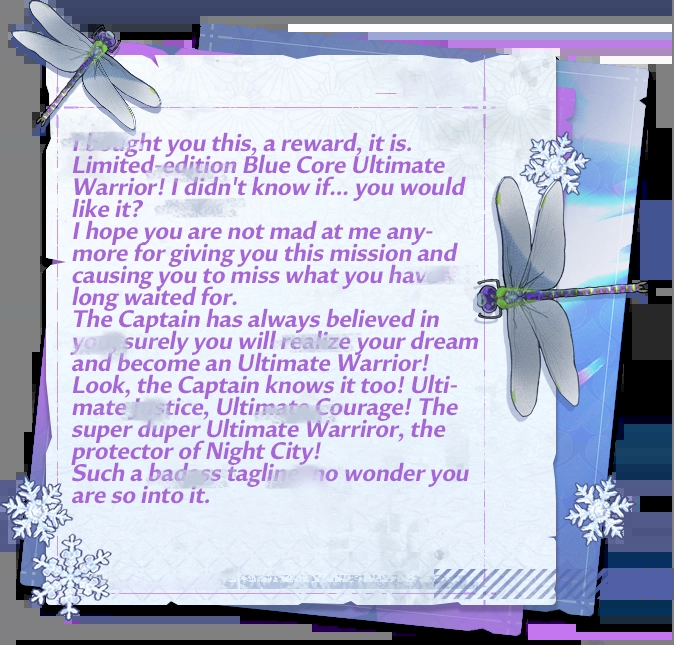 I bought you this, a reward, it is.
Limited-edition Blue Core Ultimate
Warrior! I didn't know if... you would
like it?
I hope you are not mad at me any-
more for giving you this mission and
causing you to miss what you have
long waited for.
The Captain has always believed in
you, surely you will realize your dream
and become an Ultimate Warrior!
Look, the Captain knows it too! Ulti-
mate Justice, Ultimate Courage! The
super duper Ultimate Warriror, the
protector of Night City!
Such a badass tagline, no wonder you
are so into it.